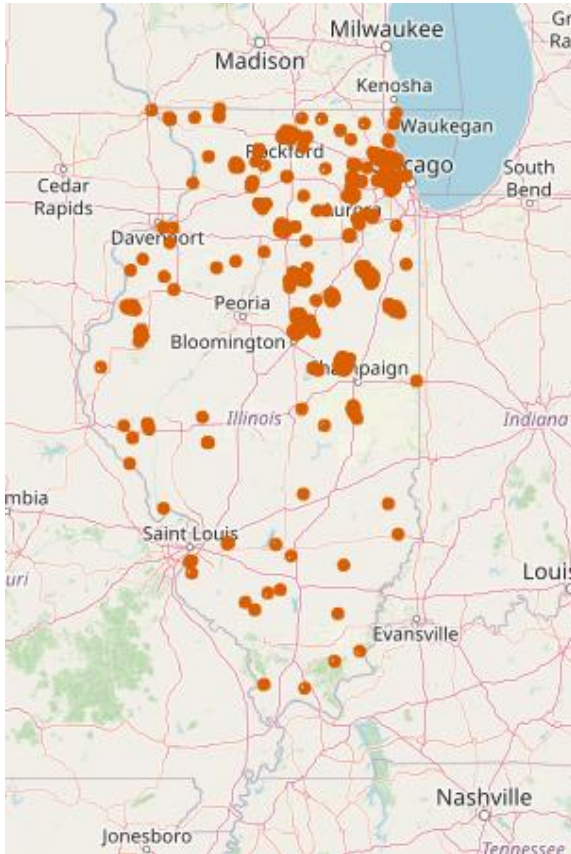 Milwaukee
Gr
Ra
Madison
Kenosha
Waukegan
Rockford
cago
Cedar
Rapids
South
Bend
Aurora
Davenport
Peoria
Bloomington
Champaign
Illinois
Indiana
mbia
Saint Louis
uri
Louis
Evansville
Nashville
Jonesboro
Tennessee